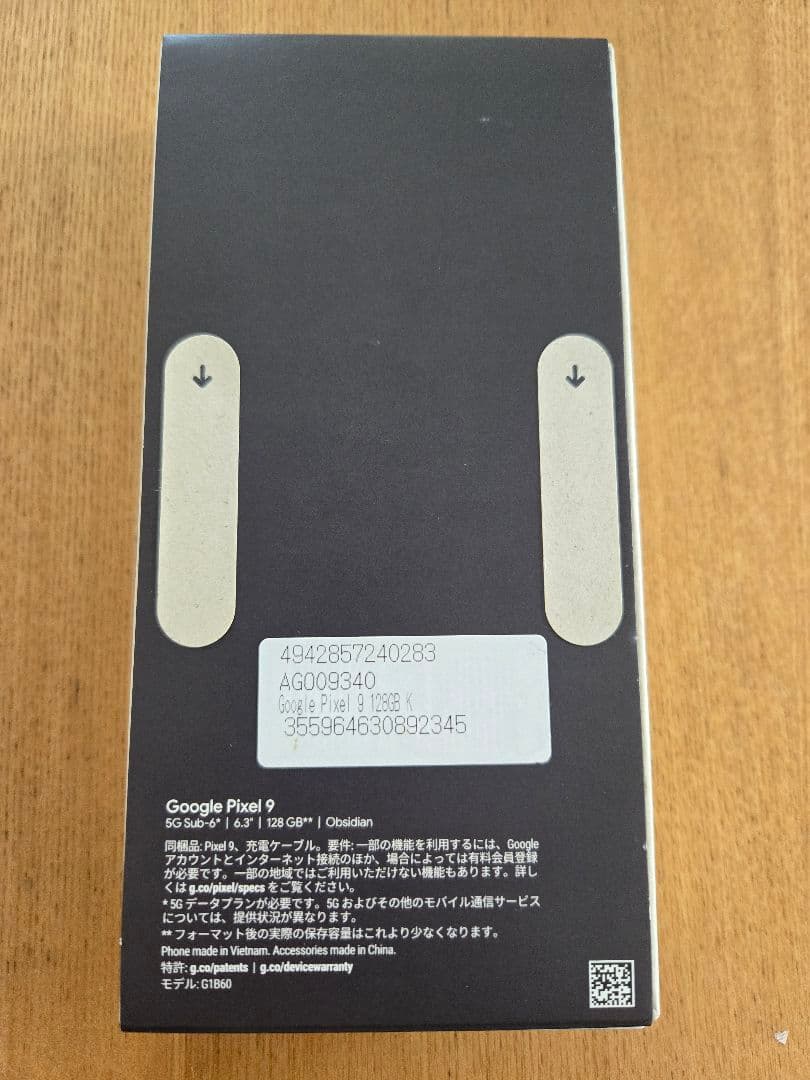 4942857240283
AG009340
Google Pixel 9 128GB K
355964630892345
Google Pixel 9
5G Sub-6* | 6.3" | 128 GB** | Obsidian
同梱品: Pixel 9、充電ケーブル。要件: 一部の機能を利用するには、Google
アカウントとインターネット接続のほか、場合によっては有料会員登録
が必要です。一部の地域ではご利用いただけない機能もあります。詳し
くは g.co/pixel/specs をご覧ください。
* 5G データプランが必要です。5G およびその他のモバイル通信サービス
については、提供状況が異なります。
** フォーマット後の実際の保存容量はこれより少なくなります。
Phone made in Vietnam. Accessories made in China.
特許: g.co/patents | g.co/devicewarranty
モデル: G1B60